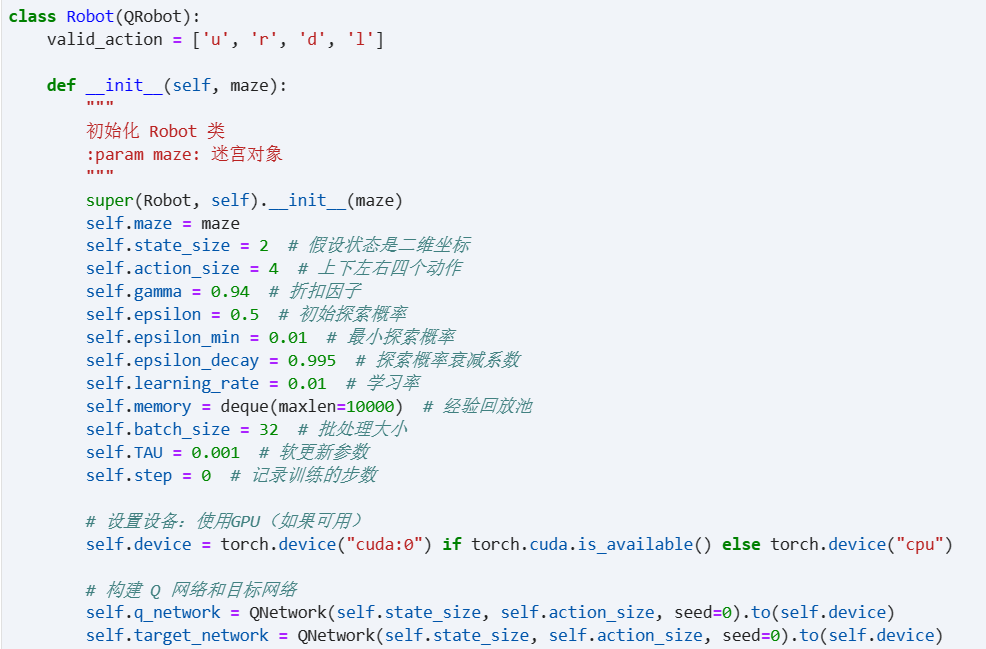 class Robot(QRobot):
    valid_action = ['u', 'r', 'd', 'l']

    def __init__(self, maze):
        """
        初始化 Robot 类
        :param maze: 迷宫对象
        """
        super(Robot, self).__init__(maze)
        self.maze = maze
        self.state_size = 2  # 假设状态是二维坐标
        self.action_size = 4  # 上下左右四个动作
        self.gamma = 0.94  # 折扣因子
        self.epsilon = 0.5  # 初始探索概率
        self.epsilon_min = 0.01  # 最小探索概率
        self.epsilon_decay = 0.995  # 探索概率衰减系数
        self.learning_rate = 0.01  # 学习率
        self.memory = deque(maxlen=10000)  # 经验回放池
        self.batch_size = 32  # 批处理大小
        self.TAU = 0.001  # 软更新参数
        self.step = 0  # 记录训练的步数

        # 设置设备：使用GPU（如果可用）
        self.device = torch.device("cuda:0") if torch.cuda.is_available() else torch.device("cpu")

        # 构建 Q 网络和目标网络
        self.q_network = QNetwork(self.state_size, self.action_size, seed=0).to(self.device)
        self.target_network = QNetwork(self.state_size, self.action_size, seed=0).to(self.device)